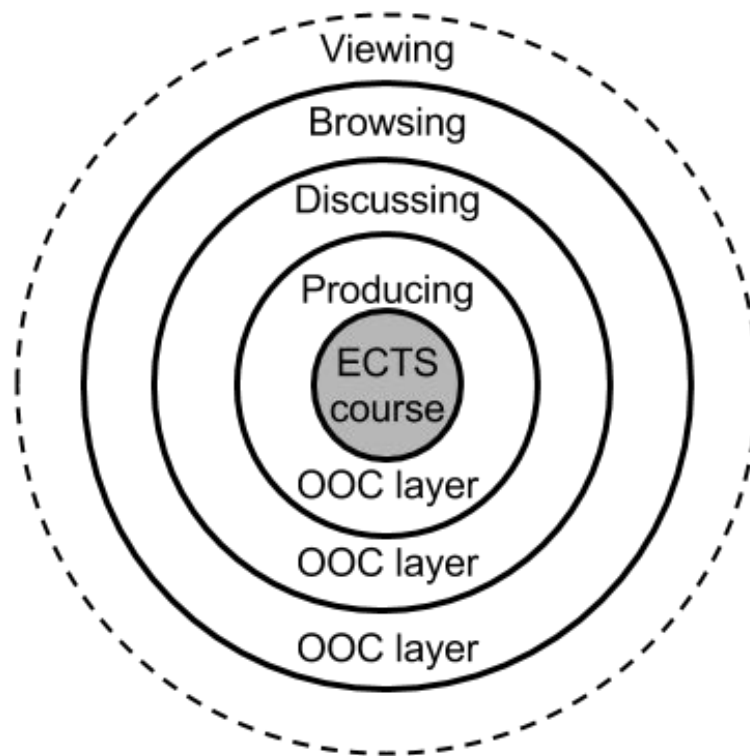 Viewing
Browsing
Discussing
Producing
ECTS
course
OOC layer
OOC layer
OOC layer